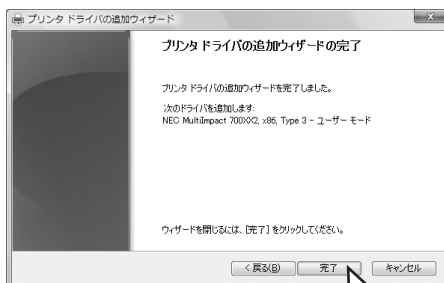 プリンタ ドライバの追加ウィザード
プリンタ ドライバの追加ウィザードの完了
プリンタ ドライバの追加ウィザードを完了しました。
次のドライバを追加します:
NEC MultiImpact 700XX2, x86, Type 3 - ユーザー モード
ウィザードを閉じるには、[完了] をクリックしてください。
< 戻る(B)
完了
キャンセル